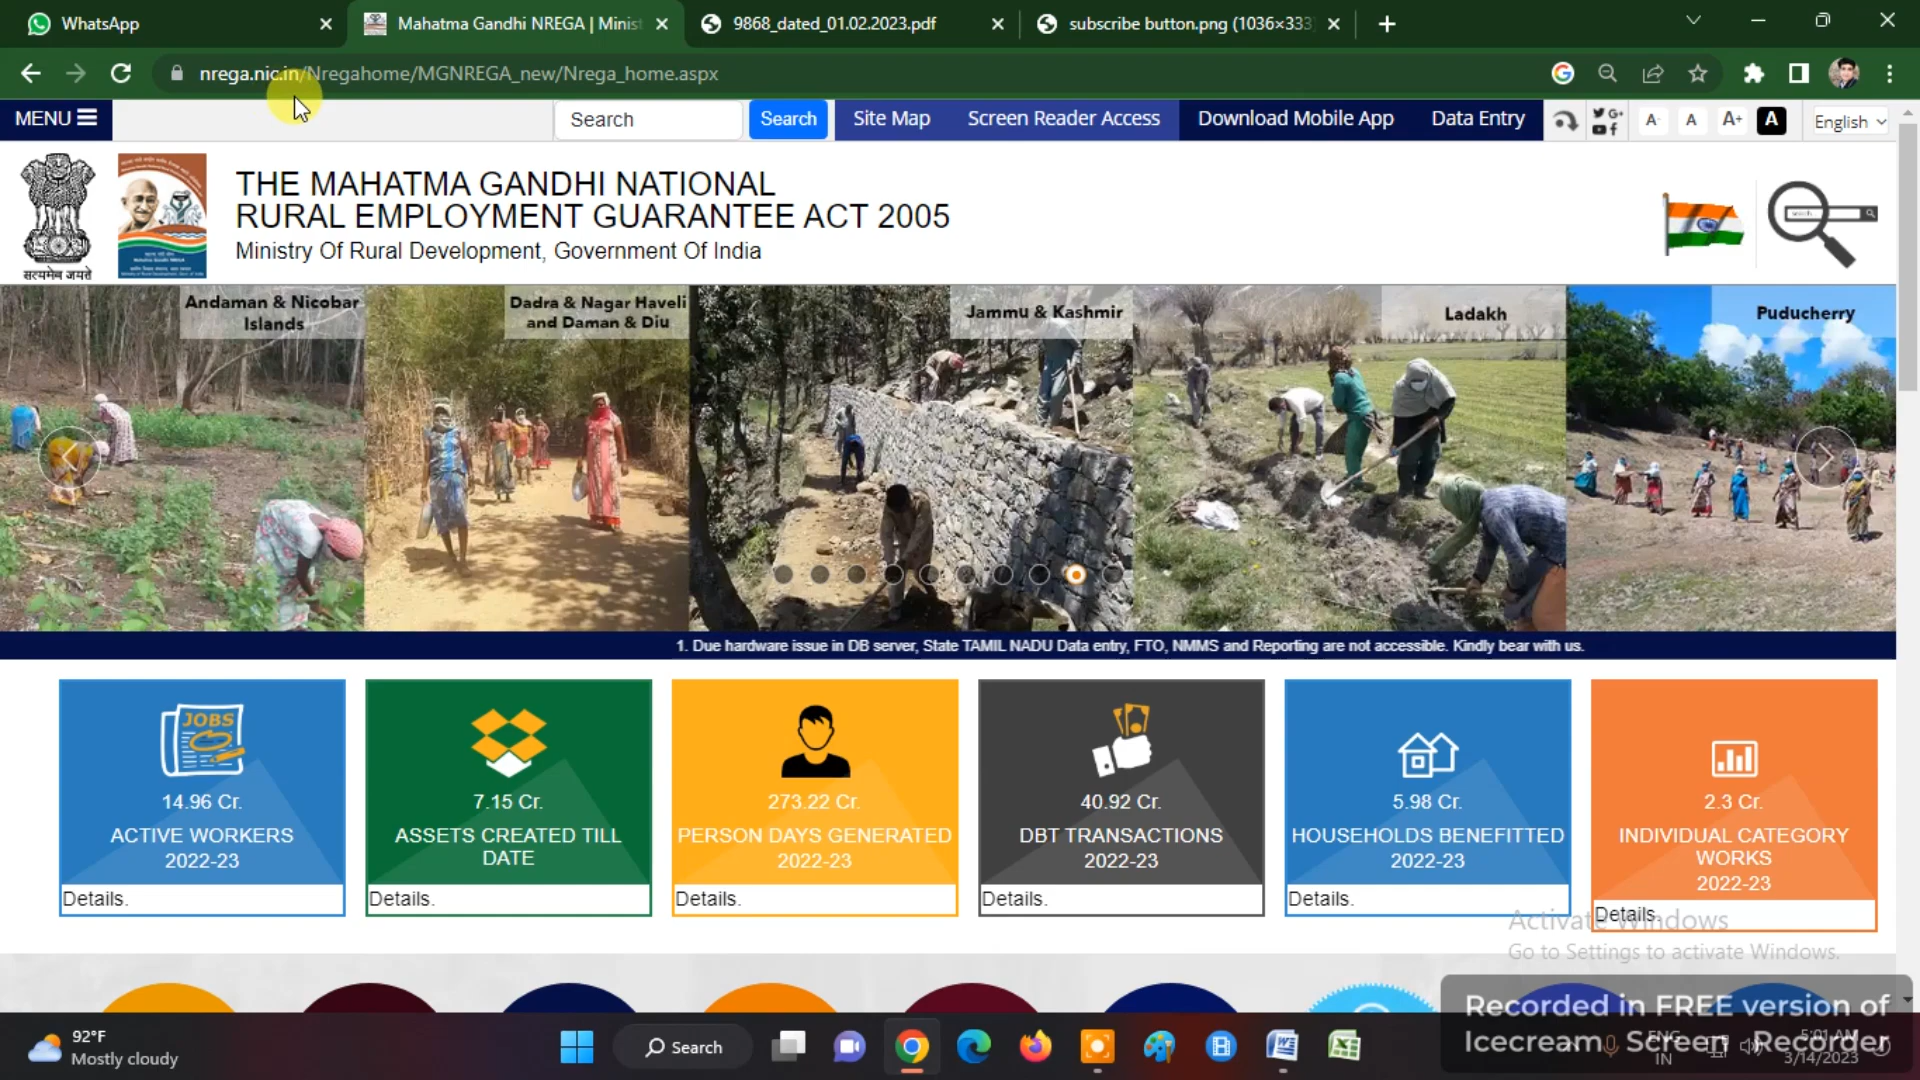 WhatsApp
Mahatma Gandhi NREGA | Minist
9868_dated_01.02.2023.pdf
subscribe button.png (1036×333
nrega.nic.in/Nregahome/MGNREGA_new/Nrega_home.aspx
MENU
Search
Search
Site Map
Screen Reader Access
Download Mobile App
Data Entry
A-
A
A+
A
English
सत्यमेव जयते
THE MAHATMA GANDHI NATIONAL
RURAL EMPLOYMENT GUARANTEE ACT 2005
Ministry Of Rural Development, Government Of India
Andaman & Nicobar
Islands
Dadra & Nagar Haveli
and Daman & Diu
Jammu & Kashmir
Ladakh
Puducherry
1. Due hardware issue in DB server, State TAMIL NADU Data entry, FTO, NMMS and Reporting are not accessible. Kindly bear with us.
JOBS
14.96 Cr.
ACTIVE WORKERS
2022-23
Details.
7.15 Cr.
ASSETS CREATED TILL
DATE
Details.
273.22 Cr.
PERSON DAYS GENERATED
2022-23
Details.
40.92 Cr.
DBT TRANSACTIONS
2022-23
Details.
5.98 Cr.
HOUSEHOLDS BENEFITTED
2022-23
Details.
2.3 Cr.
INDIVIDUAL CATEGORY
WORKS
2022-23
Details.
Activate Windows
Go to Settings to activate Windows.
Recorded in FREE version of
Icecream Screen Recorder
92°F
Mostly cloudy
Search
ENG
IN
5:01 AM
3/14/2023